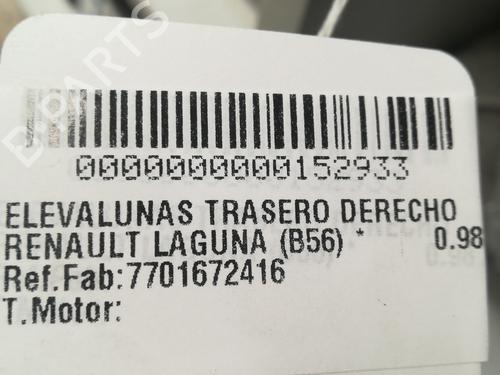 B-PARTS
0000000000152933
ELEVALUNAS TRASERO DERECHO
RENAULT LAGUNA (B56) * 0.98
Ref.Fab:7701672416
T.Motor: